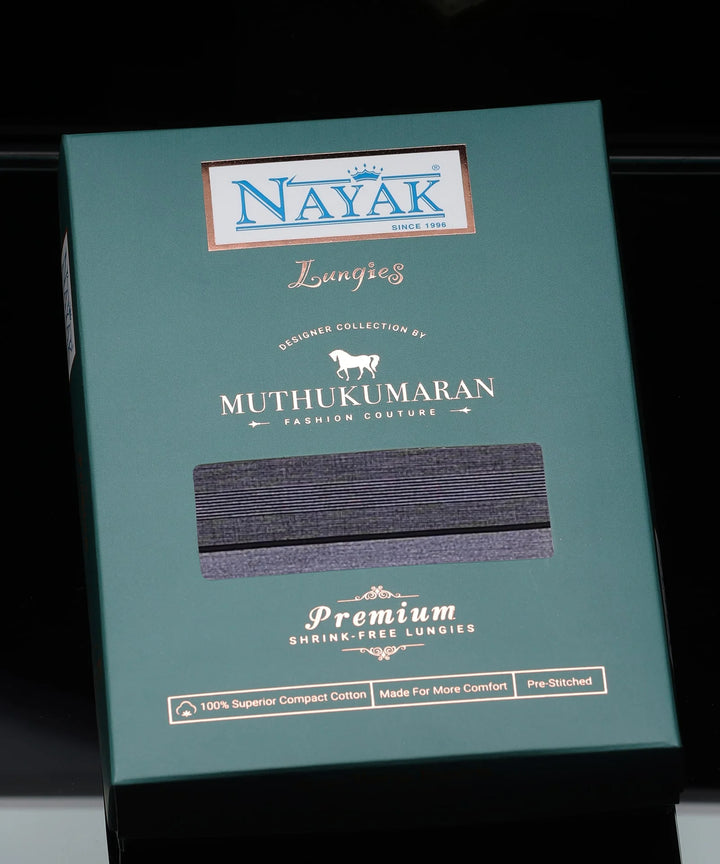 NAYAK®
SINCE 1996
Lungies
DESIGNER COLLECTION BY
MUTHUKUMARAN
FASHION COUTURE
Premium
SHRINK-FREE LUNGIES
100% Superior Compact Cotton
Made For More Comfort
Pre-Stitched